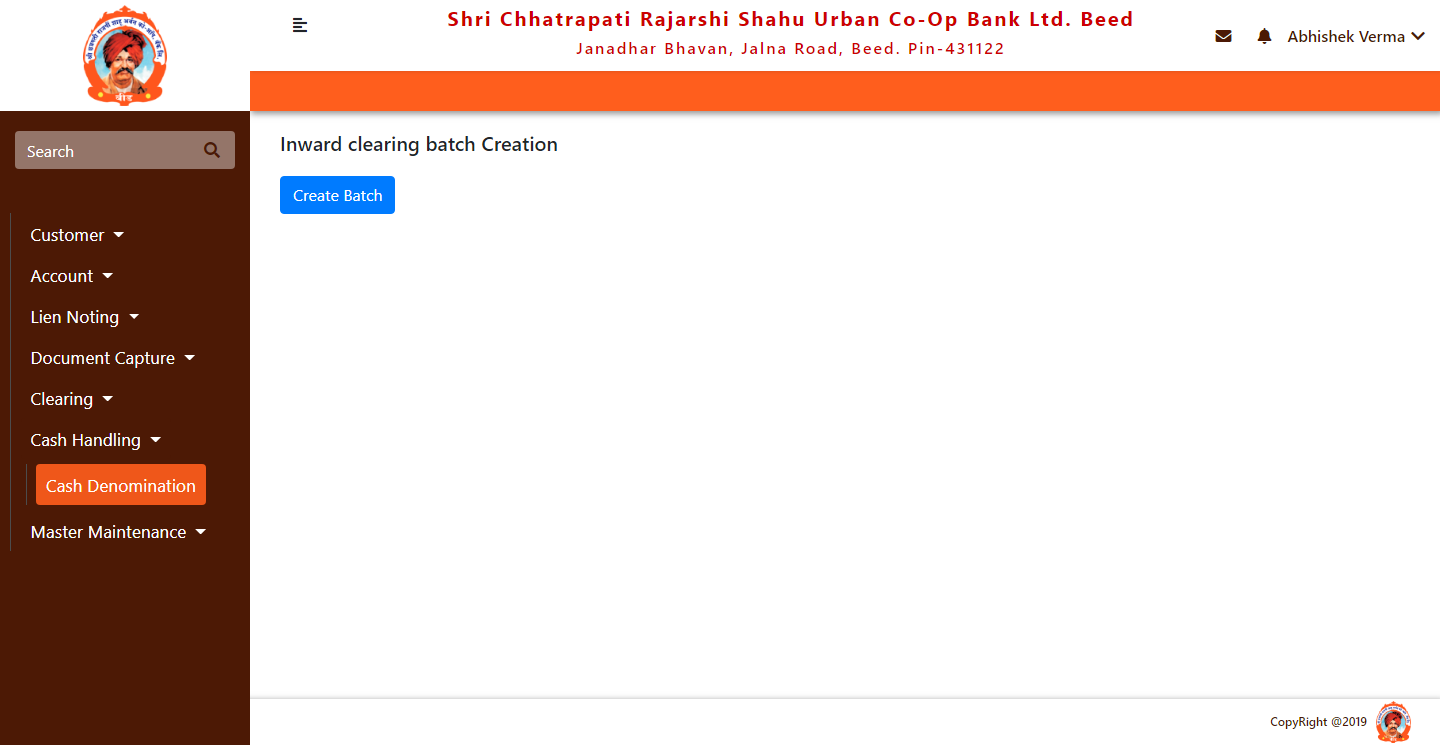 Shri Chhatrapati Rajarshi Shahu Urban Co-Op Bank Ltd. Beed
Janadhar Bhavan, Jalna Road, Beed. Pin-431122
Abhishek Verma
बीड
Search
Customer
Account
Lien Noting
Document Capture
Clearing
Cash Handling
Cash Denomination
Master Maintenance
Inward clearing batch Creation
Create Batch
CopyRight @2019